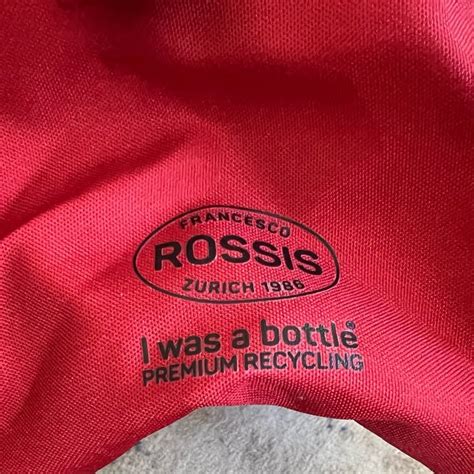 FRANCESCO
ROSSIS
ZURICH 1986
I was a bottle®
PREMIUM RECYCLING